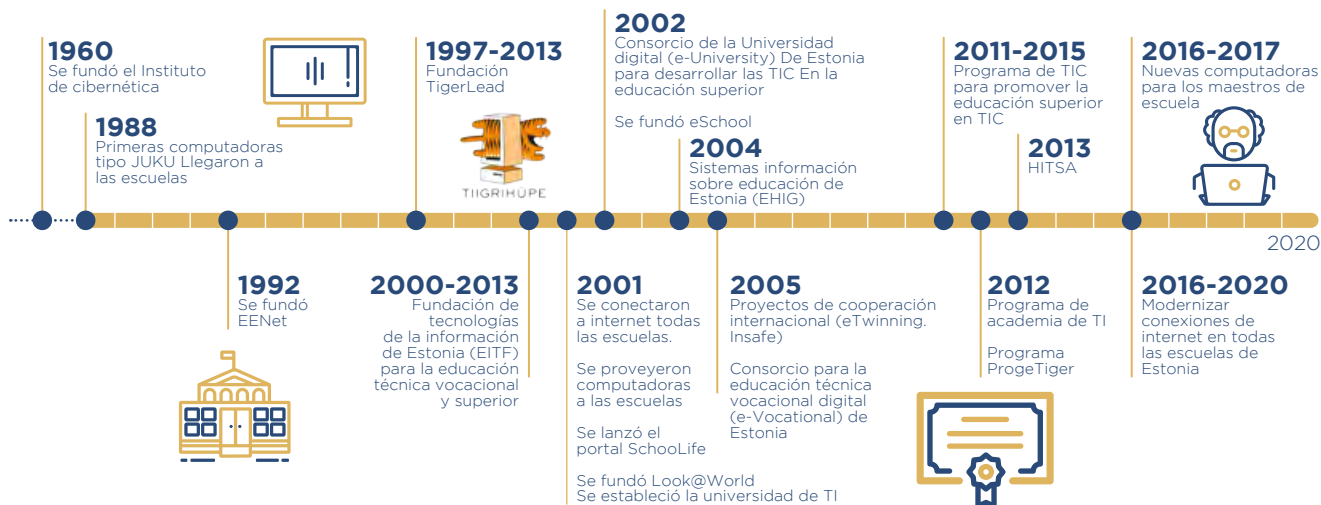 1960
Se fundó el Instituto
de cibernética
1988
Primeras computadoras
tipo JUKU Llegaron a
las escuelas
1997-2013
Fundación
TigerLead
TIIGRIHÜPE
2002
Consorcio de la Universidad
digital (e-University) De Estonia
para desarrollar las TIC En la
educación superior
Se fundó eSchool
2004
Sistemas información
sobre educación de
Estonia (EHIG)
2011-2015
Programa de TIC
para promover la
educación superior
en TIC
2013
HITSA
2016-2017
Nuevas computadoras
para los maestros de
escuela
2020
1992
Se fundó
EENet
2000-2013
Fundación de
tecnologías
de la información
de Estonia (EITF)
para la educación
técnica vocacional
y superior
2001
Se conectaron
a internet todas
las escuelas.
Se proveyeron
computadoras
a las escuelas
Se lanzó el
portal SchooLife
Se fundó Look@World
Se estableció la universidad de TI
2005
Proyectos de cooperación
internacional (eTwinning.
Insafe)
Consorcio para la
educación técnica
vocacional digital
(e-Vocational) de
Estonia
2012
Programa de
academia de TI
Programa
ProgeTiger
2016-2020
Modernizar
conexiones de
internet en todas
las escuelas de
Estonia